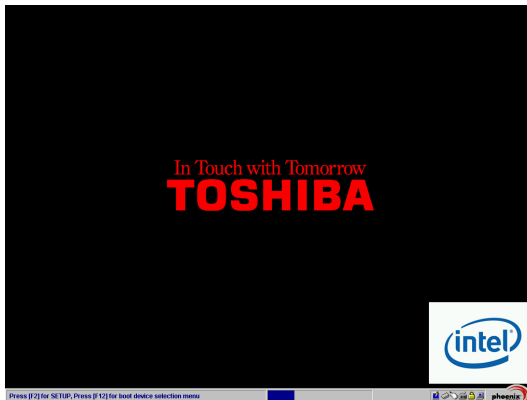 In Touch with Tomorrow
TOSHIBA
intel
Press [F2] for SETUP, Press [F12] for boot device selection menu
phoenix